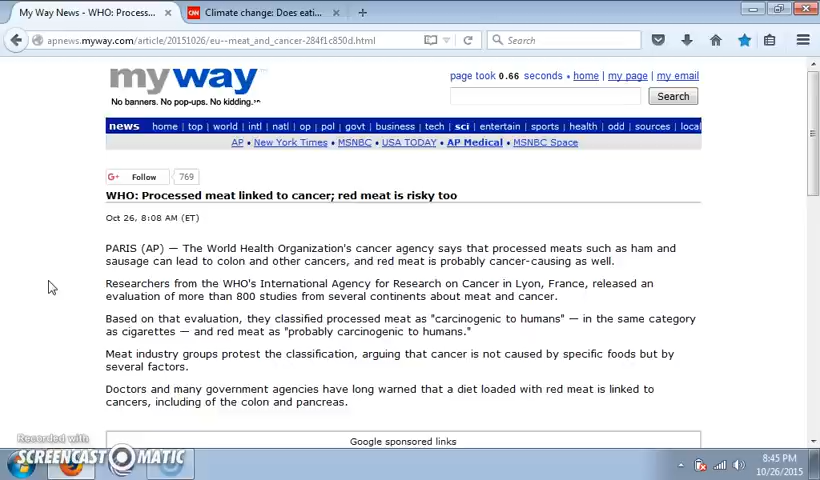 My Way News - WHO: Process...
Climate change: Does eati...
apnews.myway.com/article/20151026/eu--meat_and_cancer-284f1c850d.html
Search
my way
No banners. No pop-ups. No kidding.™
page took 0.66 seconds • home | my page | my email
Search
news home | top | world | intl | natl | op | pol | govt | business | tech | sci | entertain | sports | health | odd | sources | local
AP • New York Times • MSNBC • USA TODAY • AP Medical • MSNBC Space
G+ Follow 769
WHO: Processed meat linked to cancer; red meat is risky too
Oct 26, 8:08 AM (ET)
PARIS (AP) — The World Health Organization's cancer agency says that processed meats such as ham and
sausage can lead to colon and other cancers, and red meat is probably cancer-causing as well.
Researchers from the WHO's International Agency for Research on Cancer in Lyon, France, released an
evaluation of more than 800 studies from several continents about meat and cancer.
Based on that evaluation, they classified processed meat as "carcinogenic to humans" — in the same category
as cigarettes — and red meat as "probably carcinogenic to humans."
Meat industry groups protest the classification, arguing that cancer is not caused by specific foods but by
several factors.
Doctors and many government agencies have long warned that a diet loaded with red meat is linked to
cancers, including of the colon and pancreas.
Google sponsored links
Recorded with
SCREENCAST MATIC
8:45 PM
10/26/2015